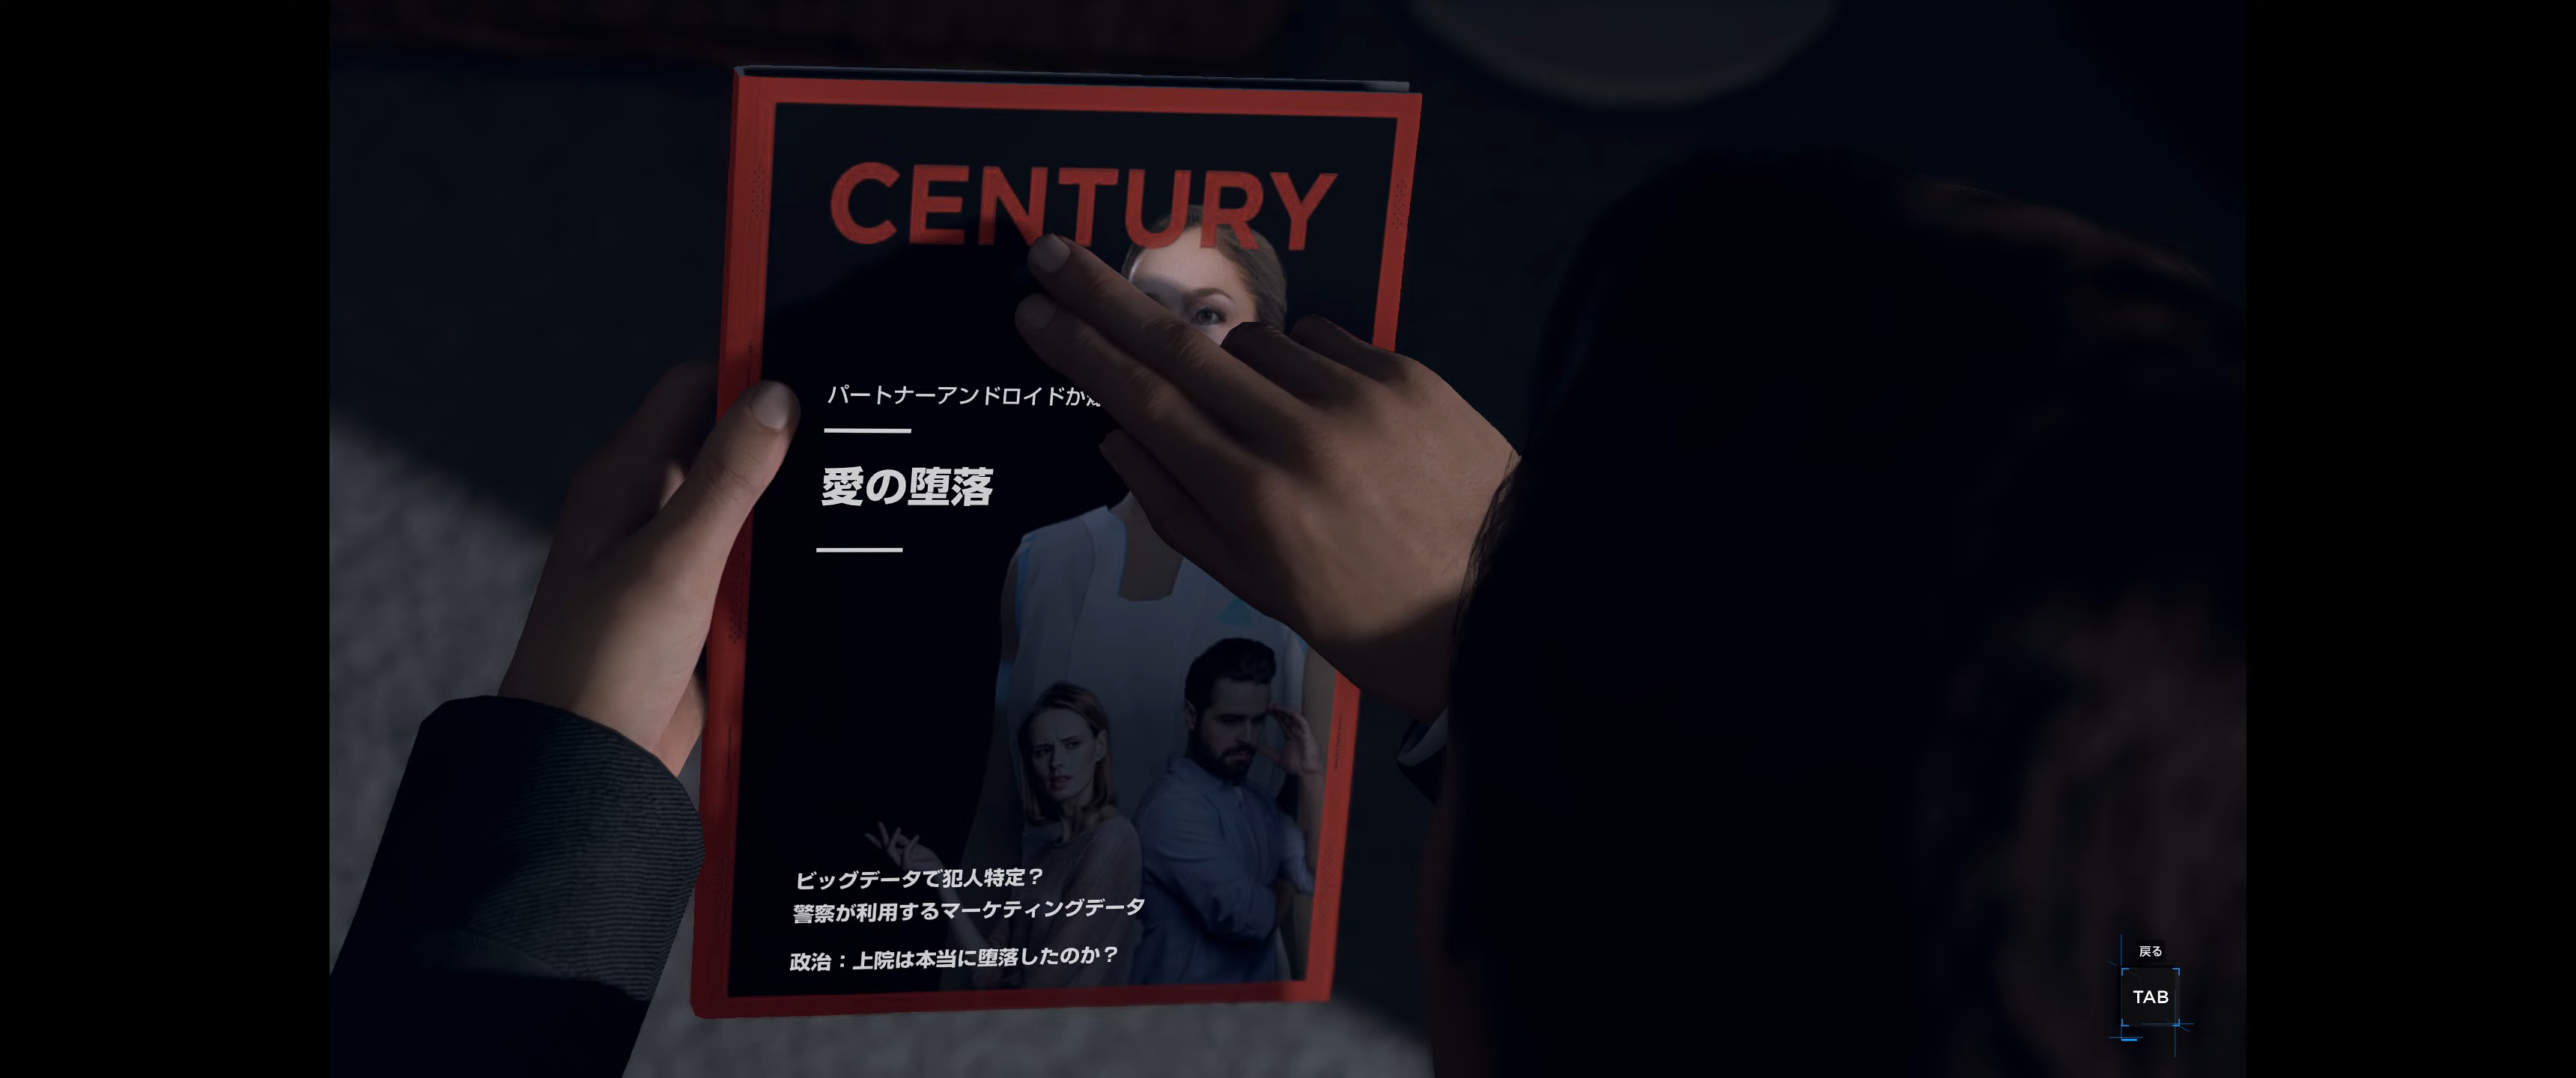 CENTURY
パートナーアンドロイドが
愛の堕落
ビッグデータで犯人特定？
警察が利用するマーケティングデータ
政治：上院は本当に堕落したのか？
戻る
TAB